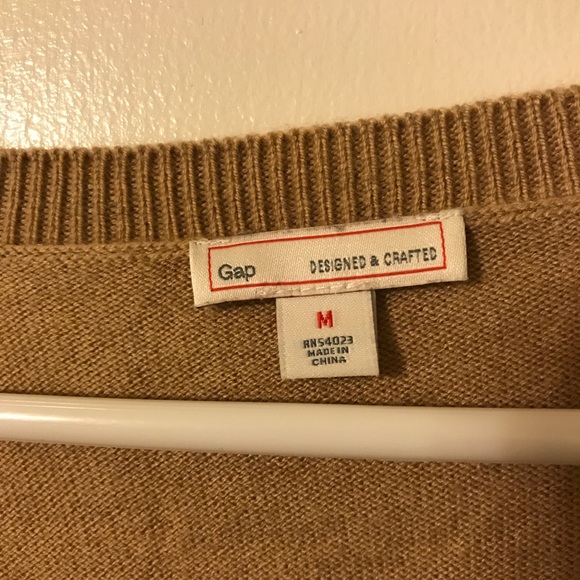 Gap DESIGNED & CRAFTED
M
RN54023
MADE IN
CHINA